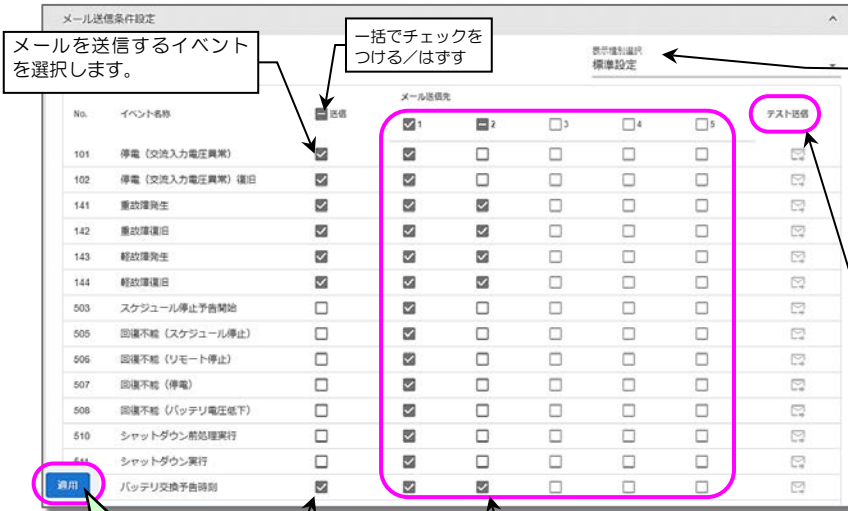 メール送信条件設定
メールを送信するイベント
を選択します。
一括でチェックを
つける／はずす
表示種別選択
標準設定
メール送信先
No.
イベント名称
送信
1
2
3
4
5
テスト送信
101 停電（交流入力電圧異常）
102 停電（交流入力電圧異常）復旧
141 重故障発生
142 重故障復旧
143 軽故障発生
144 軽故障復旧
503 スケジュール停止予告開始
505 回復不能（スケジュール停止）
506 回復不能（リモート停止）
507 回復不能（停電）
508 回復不能（バッテリ電圧低下）
510 シャットダウン前処理実行
511 シャットダウン実行
バッテリ交換予告時刻
適用